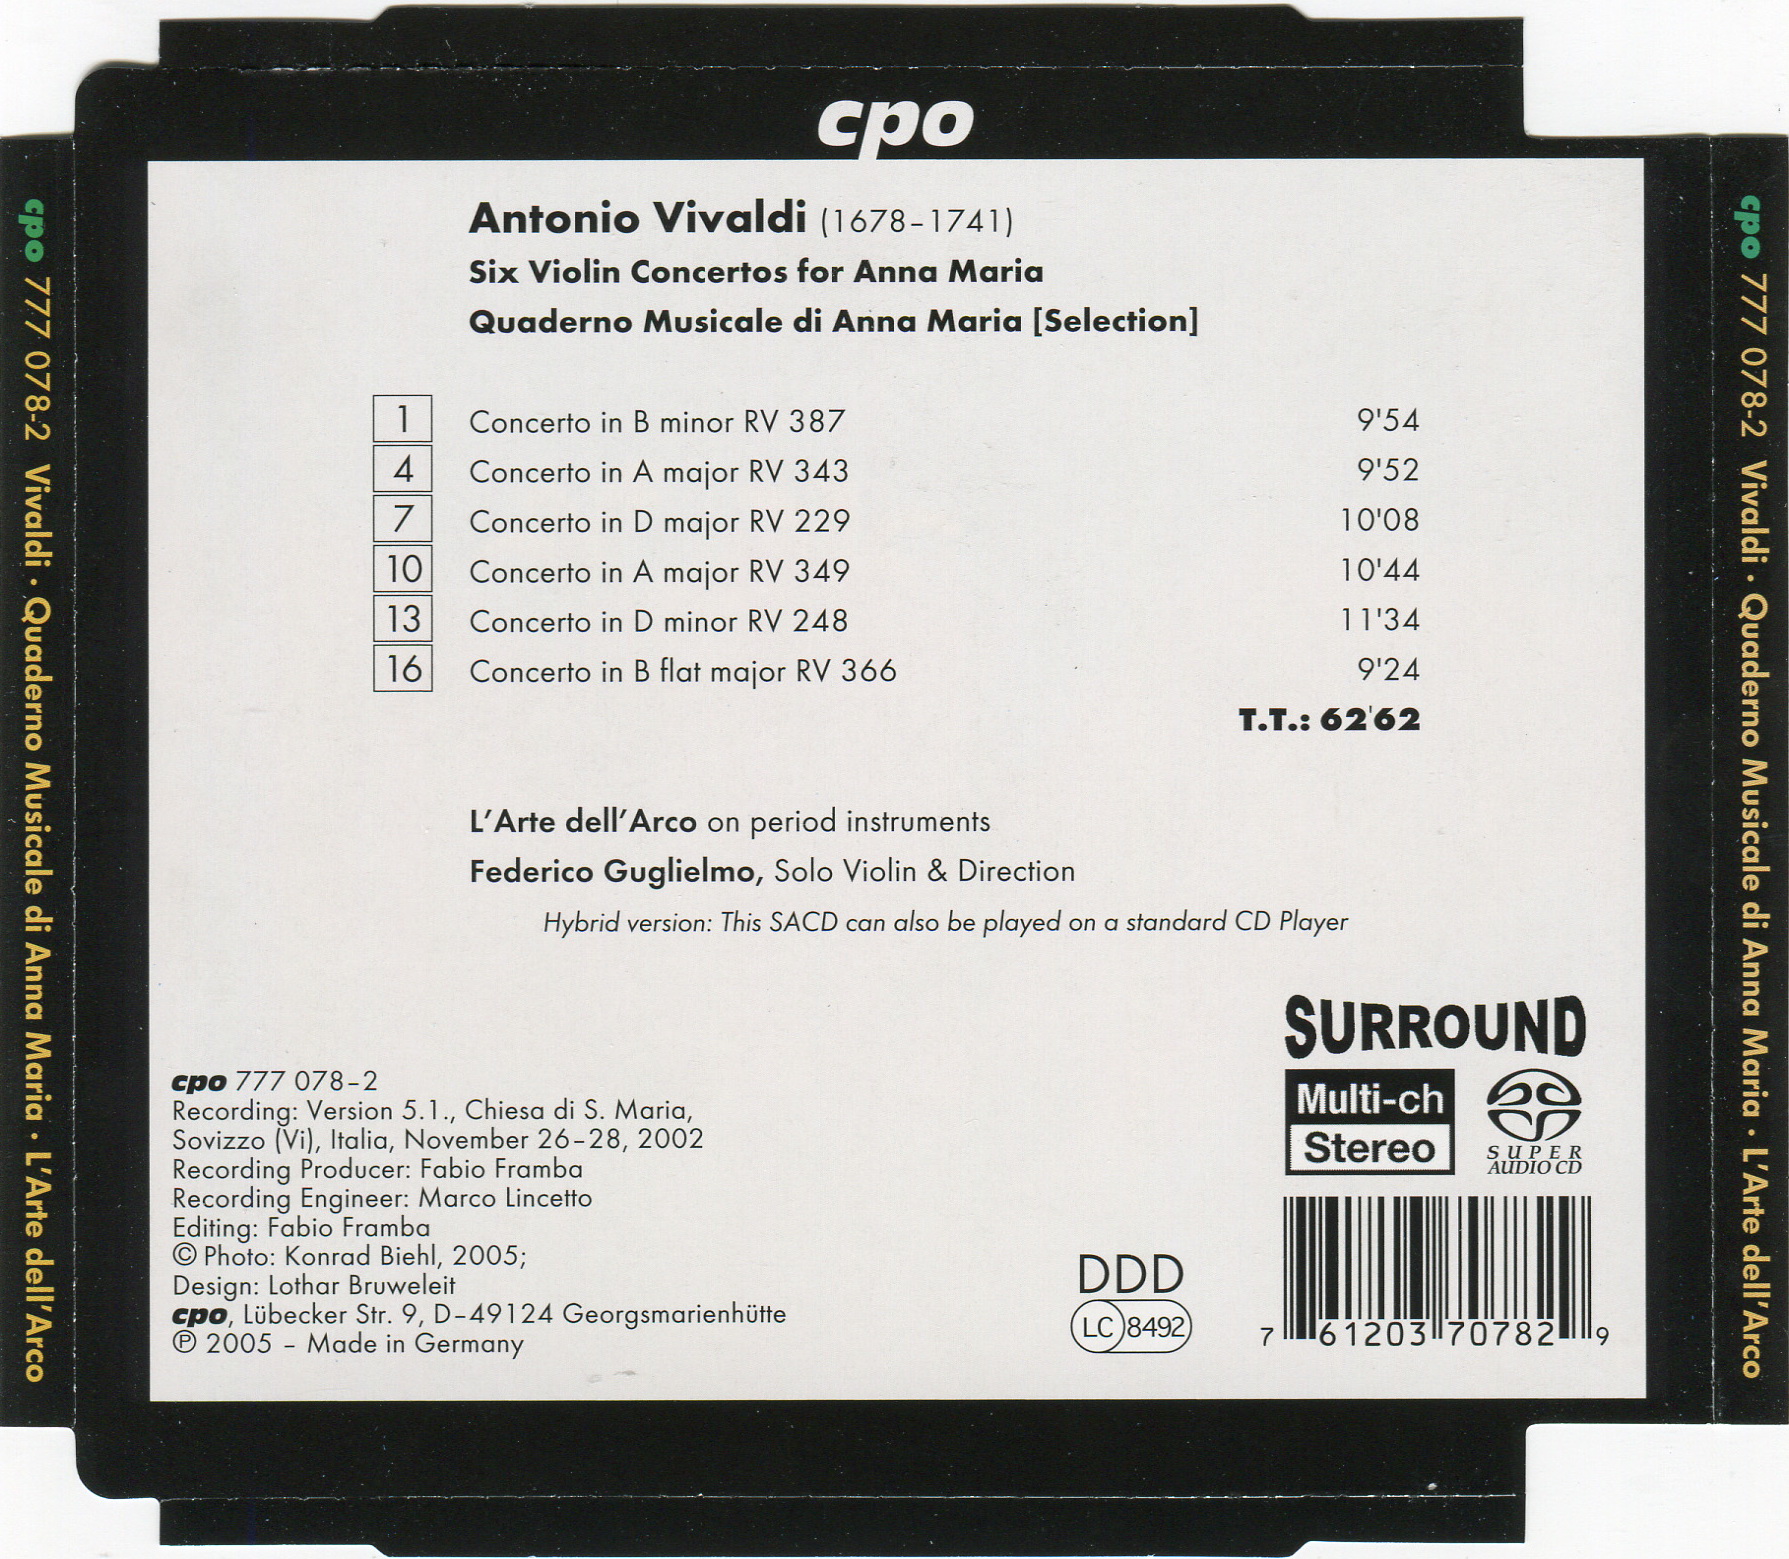 cpo
Antonio Vivaldi (1678–1741)
Six Violin Concertos for Anna Maria
Quaderno Musicale di Anna Maria [Selection]
1 Concerto in B minor RV 387 9'54
4 Concerto in A major RV 343 9'52
7 Concerto in D major RV 229 10'08
10 Concerto in A major RV 349 10'44
13 Concerto in D minor RV 248 11'34
16 Concerto in B flat major RV 366 9'24
T.T.: 62'62
L'Arte dell'Arco on period instruments
Federico Guglielmo, Solo Violin & Direction
Hybrid version: This SACD can also be played on a standard CD Player
cpo 777 078–2
Recording: Version 5.1., Chiesa di S. Maria,
Sovizzo (Vi), Italia, November 26–28, 2002
Recording Producer: Fabio Framba
Recording Engineer: Marco Lincetto
Editing: Fabio Framba
© Photo: Konrad Biehl, 2005;
Design: Lothar Bruweleit
cpo, Lübecker Str. 9, D–49124 Georgsmarienhütte
℗ 2005 – Made in Germany
DDD
LC 8492
SURROUND
Multi-ch
Stereo
SUPER
AUDIO CD
7 61203 70782 9
cpo 777 078-2 Vivaldi · Quaderno Musicale di Anna Maria · L'Arte dell'Arco
cpo 777 078-2 Vivaldi · Quaderno Musicale di Anna Maria · L'Arte dell'Arco